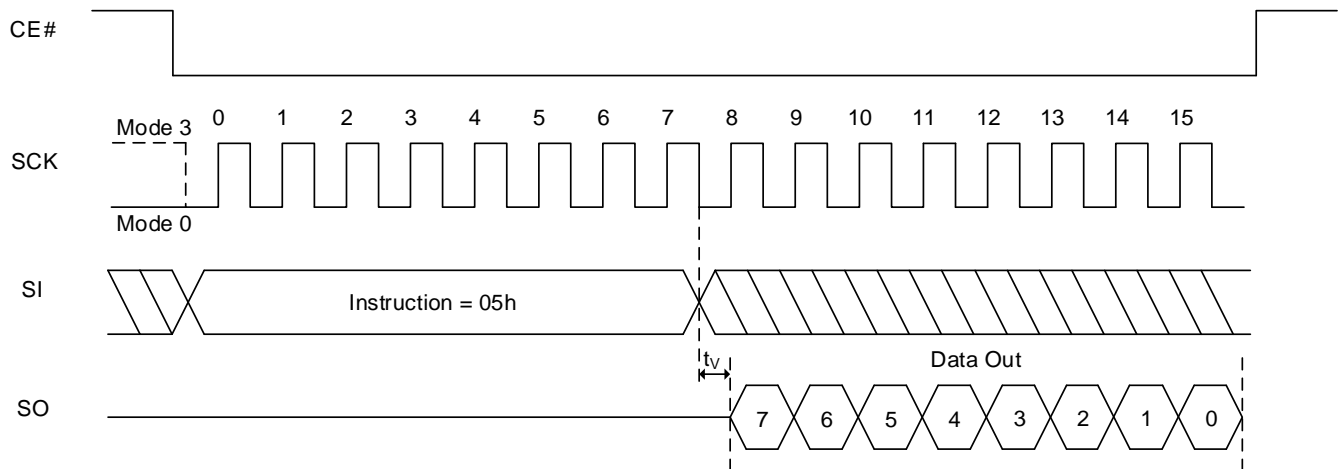 CE#
Mode 3 0 1 2 3 4 5 6 7 8 9 10 11 12 13 14 15
SCK
Mode 0
SI Instruction = 05h
tV Data Out
SO 7 6 5 4 3 2 1 0